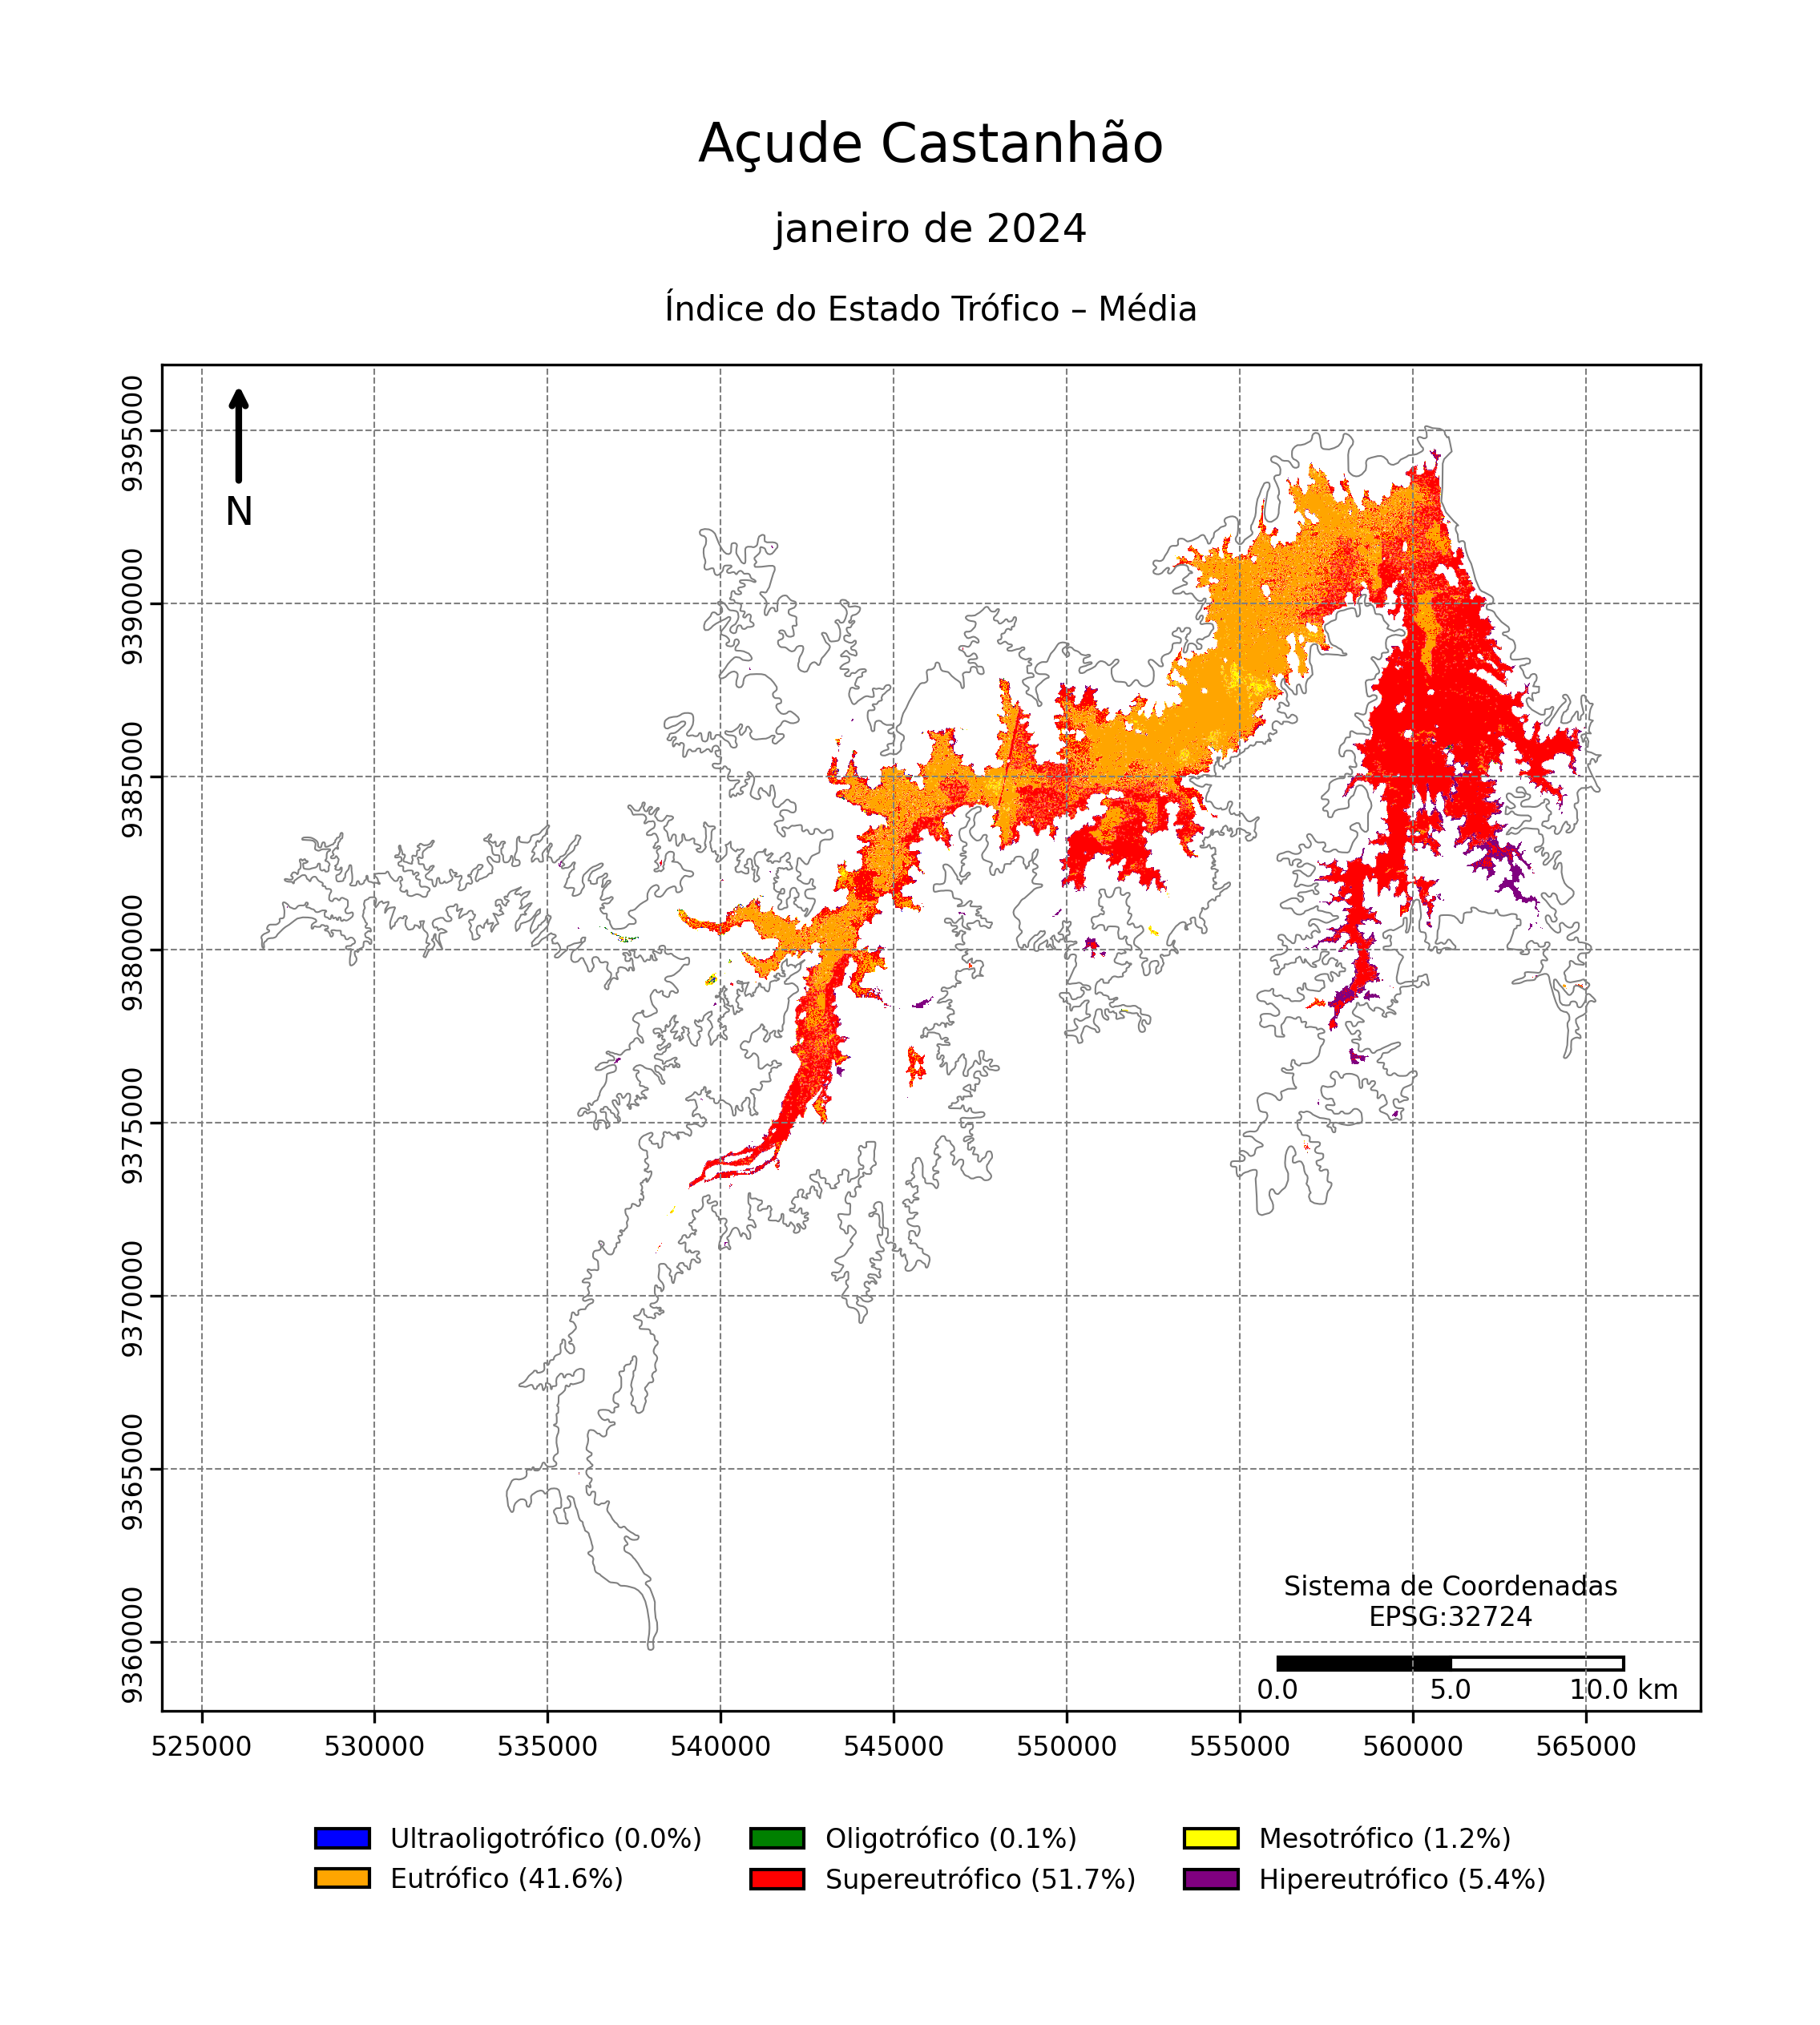 Açude Castanhão
janeiro de 2024
Índice do Estado Trófico – Média
N
9395000
9390000
9385000
9380000
9375000
9370000
9365000
9360000
Sistema de Coordenadas
EPSG:32724
0.0 5.0 10.0 km
525000 530000 535000 540000 545000 550000 555000 560000 565000
Ultraoligotrófico (0.0%) Oligotrófico (0.1%) Mesotrófico (1.2%)
Eutrófico (41.6%) Supereutrófico (51.7%) Hipereutrófico (5.4%)